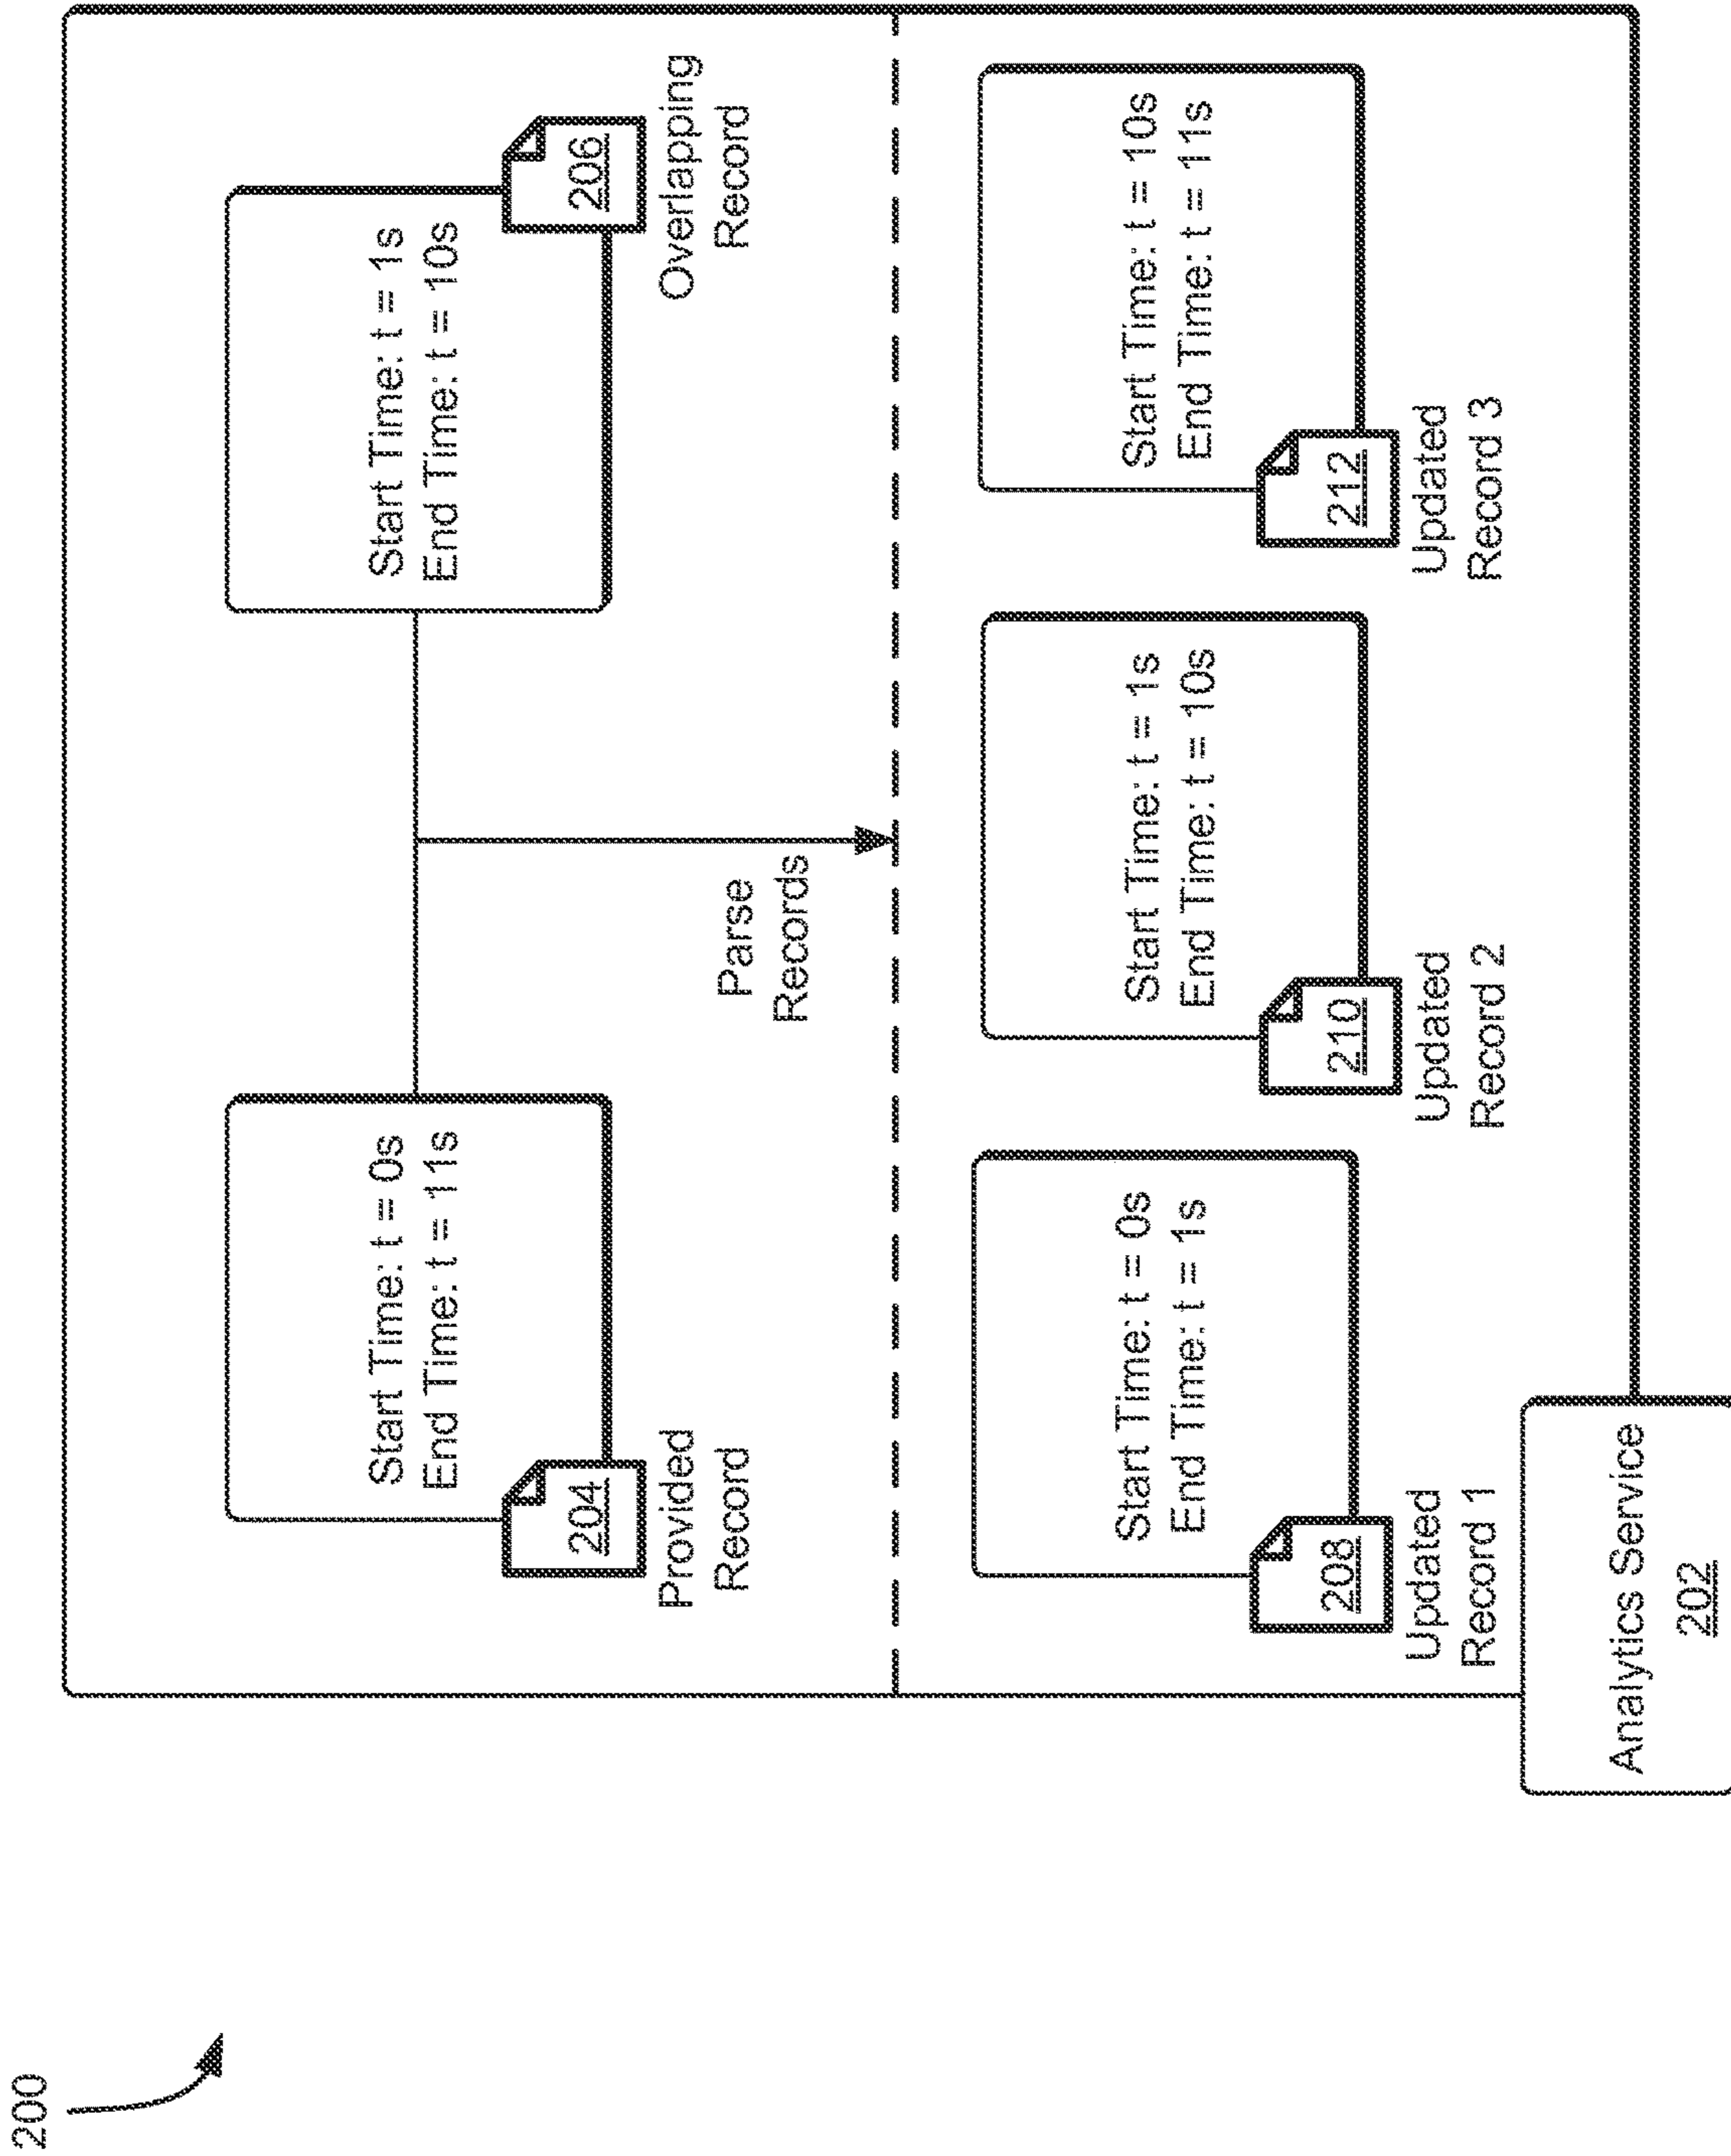 200
Start Time: t = 0s
End Time: t = 11s
204
Provided
Record
Start Time: t = 1s
End Time: t = 10s
206
Overlapping
Record
Parse
Records
Start Time: t = 0s
End Time: t = 1s
208
Updated
Record 1
Start Time: t = 1s
End Time: t = 10s
210
Updated
Record 2
Start Time: t = 10s
End Time: t = 11s
212
Updated
Record 3
Analytics Service
202